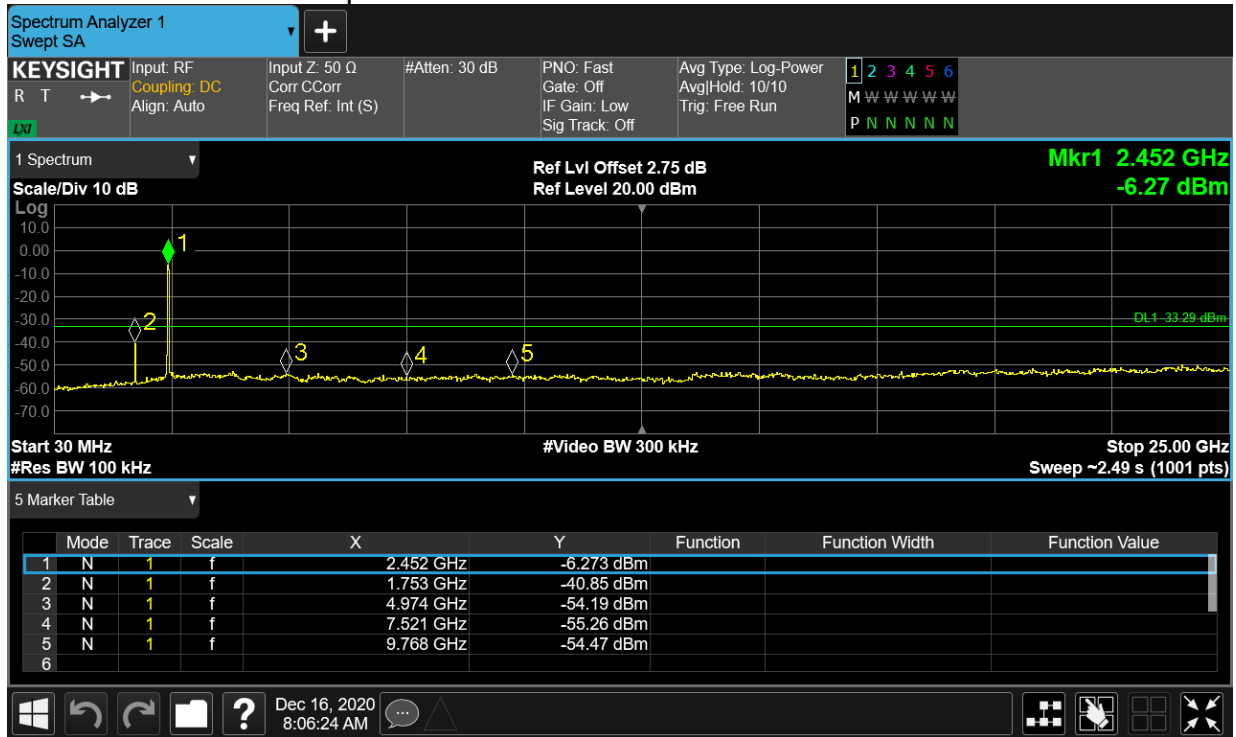 Spectrum Analyzer 1
Swept SA
KEYSIGHT
R T
LXI
Input: RF
Coupling: DC
Align: Auto
Input Z: 50 Ω
Corr CCorr
Freq Ref: Int (S)
#Atten: 30 dB
PNO: Fast
Gate: Off
IF Gain: Low
Sig Track: Off
Avg Type: Log-Power
Avg|Hold: 10/10
Trig: Free Run
1 2 3 4 5 6
M W W W W W
P N N N N N
1 Spectrum
Scale/Div 10 dB
Ref Lvl Offset 2.75 dB
Ref Level 20.00 dBm
Mkr1 2.452 GHz
-6.27 dBm
Log
10.0
0.00
-10.0
-20.0
-30.0
-40.0
-50.0
-60.0
-70.0
1
2
3
4
5
DL1 -33.29 dBm
Start 30 MHz
#Res BW 100 kHz
#Video BW 300 kHz
Stop 25.00 GHz
Sweep ~2.49 s (1001 pts)
5 Marker Table
Mode Trace Scale X Y Function Function Width Function Value
1 N 1 f 2.452 GHz -6.273 dBm
2 N 1 f 1.753 GHz -40.85 dBm
3 N 1 f 4.974 GHz -54.19 dBm
4 N 1 f 7.521 GHz -55.26 dBm
5 N 1 f 9.768 GHz -54.47 dBm
6
?
Dec 16, 2020
8:06:24 AM